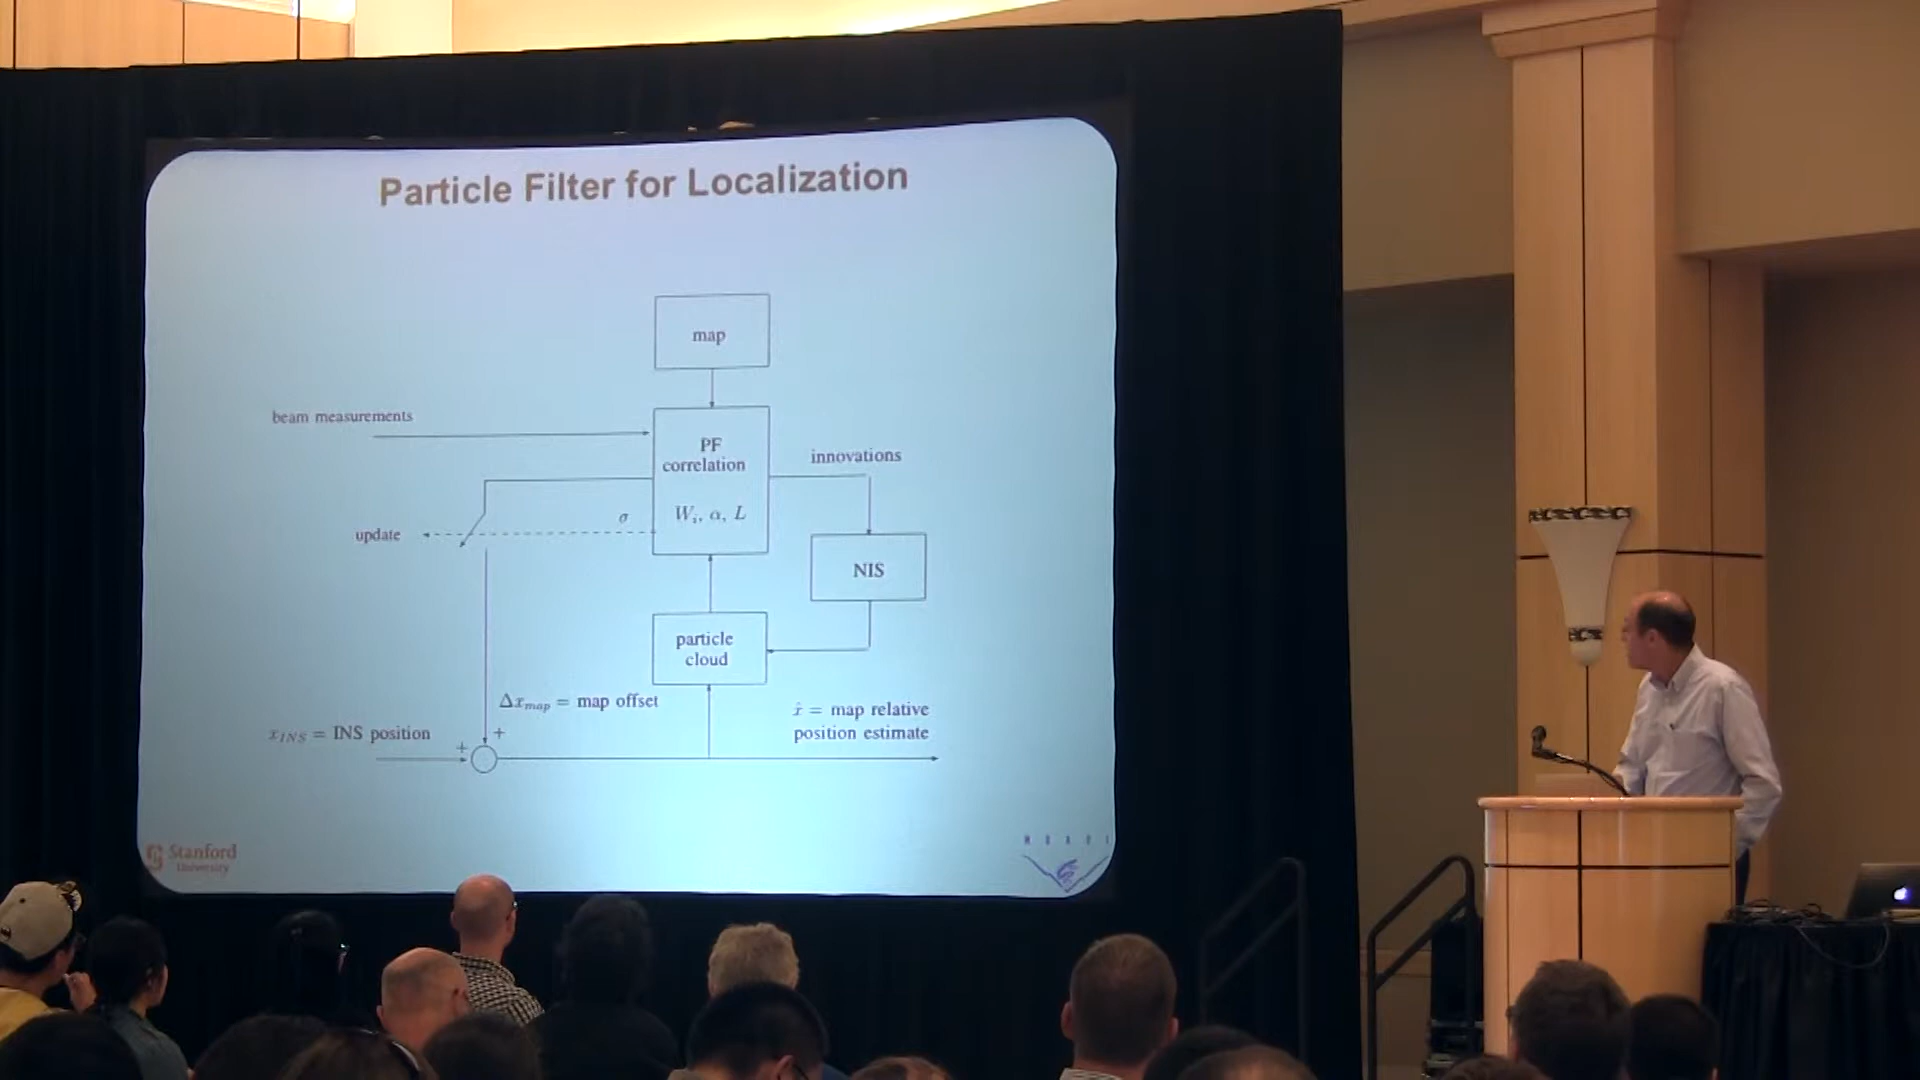 Particle Filter for Localization
map
beam measurements
PF
correlation
innovations
W_i, α, L
σ
update
NIS
particle
cloud
Δx_map = map offset
x̂ = map relative
position estimate
x_INS = INS position
+
+
Stanford
University
M B A R I